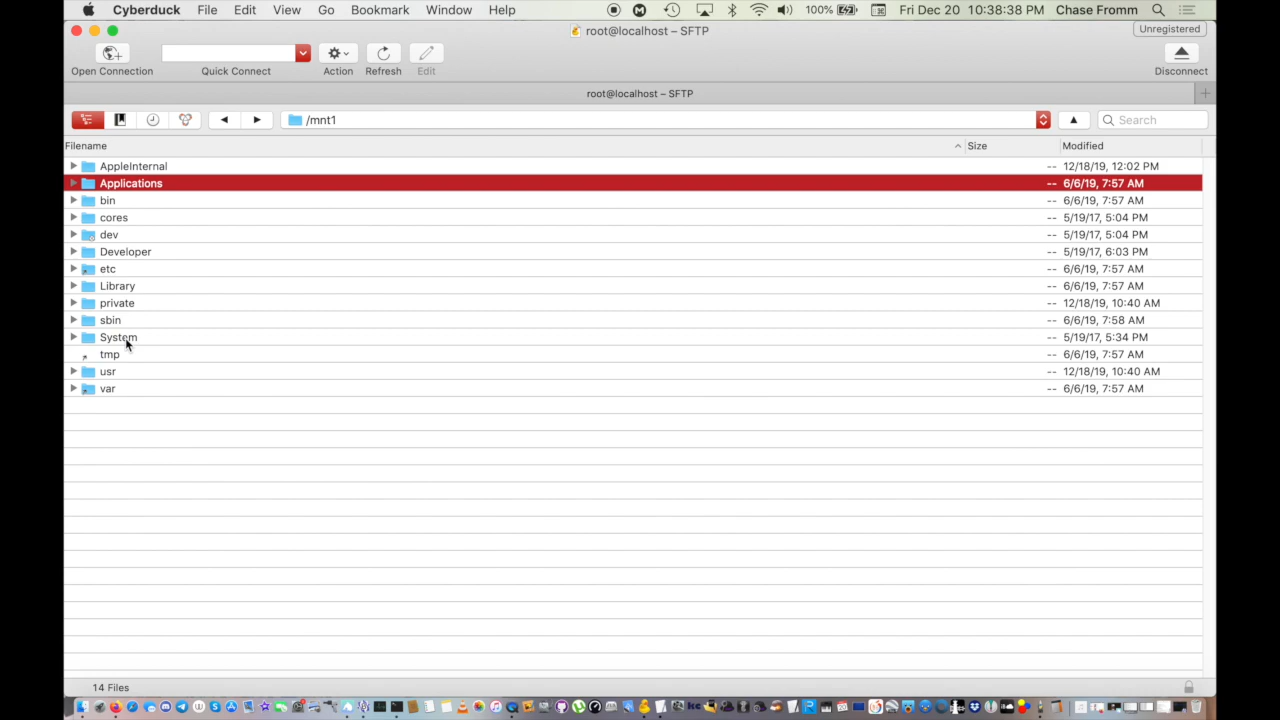 Cyberduck File Edit View Go Bookmark Window Help 100% Fri Dec 20 10:38:38 PM Chase Fromm
root@localhost – SFTP Unregistered
Open Connection Quick Connect Action Refresh Edit Disconnect
root@localhost – SFTP
/mnt1 Search
Filename Size Modified
AppleInternal -- 12/18/19, 12:02 PM
Applications -- 6/6/19, 7:57 AM
bin -- 6/6/19, 7:57 AM
cores -- 5/19/17, 5:04 PM
dev -- 5/19/17, 5:04 PM
Developer -- 5/19/17, 6:03 PM
etc -- 6/6/19, 7:57 AM
Library -- 6/6/19, 7:57 AM
private -- 12/18/19, 10:40 AM
sbin -- 6/6/19, 7:58 AM
System -- 5/19/17, 5:34 PM
tmp -- 6/6/19, 7:57 AM
usr -- 12/18/19, 10:40 AM
var -- 6/6/19, 7:57 AM
14 Files